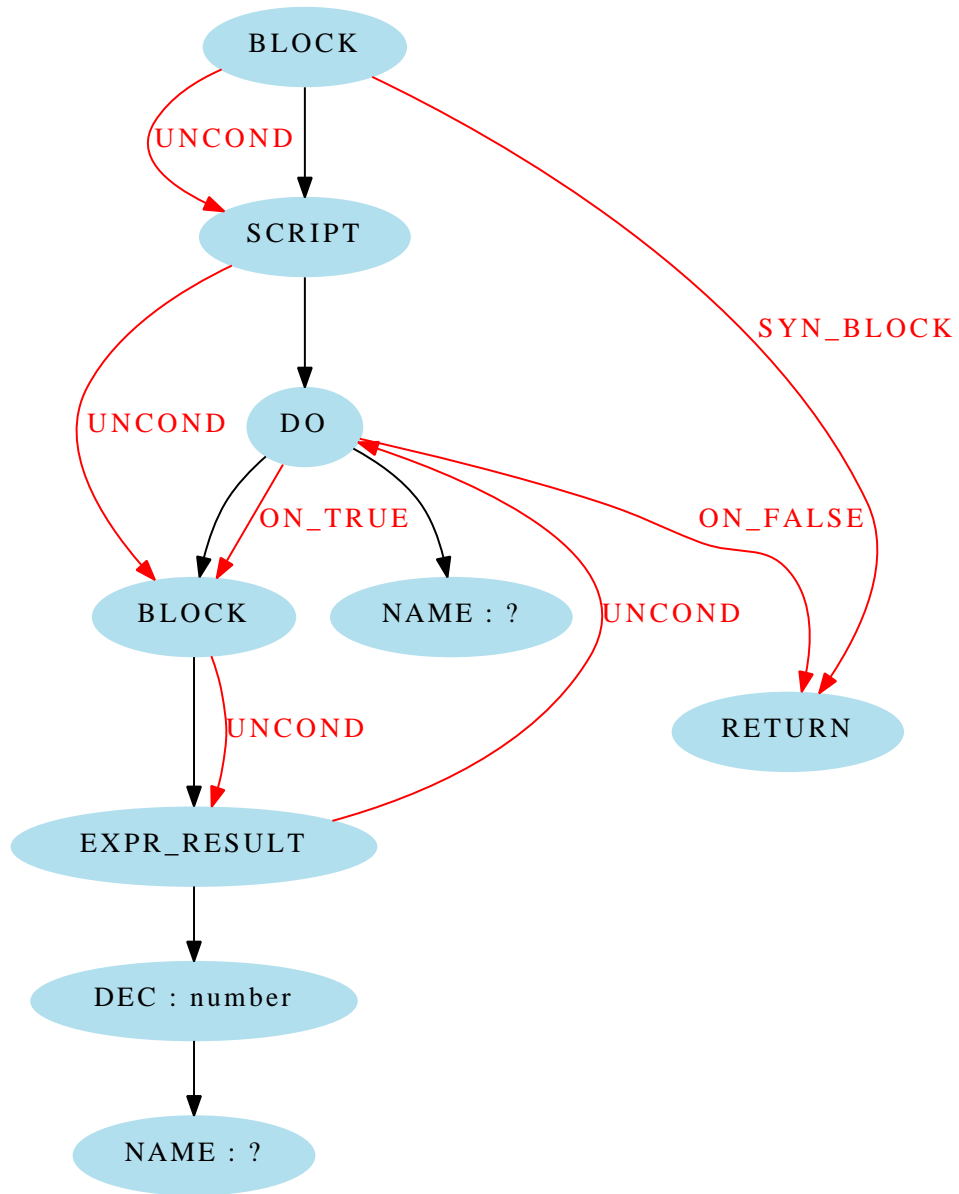 BLOCK
UNCOND
SCRIPT
SYN_BLOCK
UNCOND
DO
ON_TRUE
ON_FALSE
BLOCK
NAME : ?
UNCOND
UNCOND
RETURN
EXPR_RESULT
DEC : number
NAME : ?